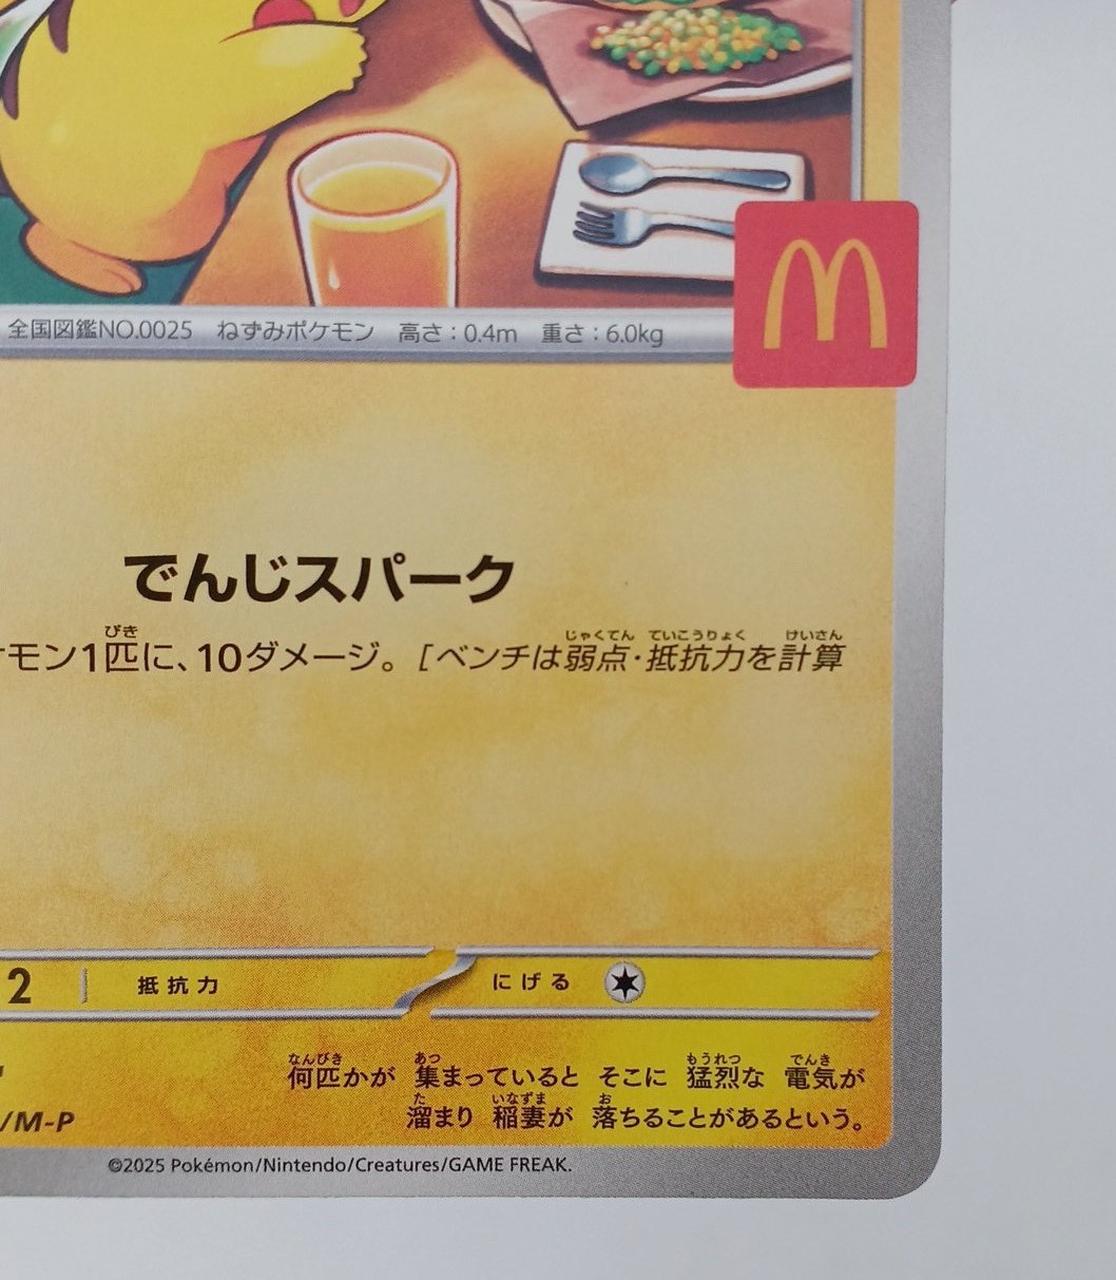 全国図鑑NO.0025 ねずみポケモン 高さ:0.4m 重さ:6.0kg
でんじスパーク
モン1匹に、10ダメージ。[ベンチは弱点・抵抗力を計算
2 抵抗力 にげる
何匹かが 集まっていると そこに 猛烈な 電気が
/M-P 溜まり 稲妻が 落ちることがあるという。
©2025 Pokémon/Nintendo/Creatures/GAME FREAK.